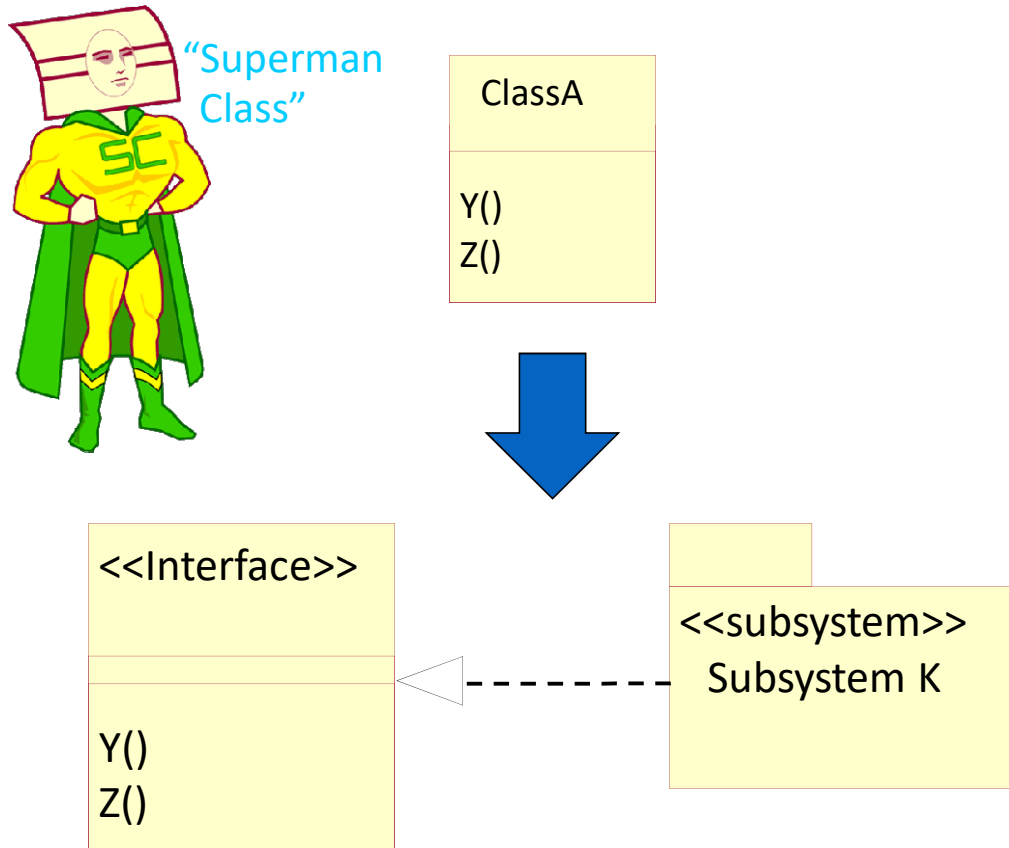 “Superman
Class”
SC
ClassA
Y()
Z()
<<Interface>>
Y()
Z()
<<subsystem>>
Subsystem K